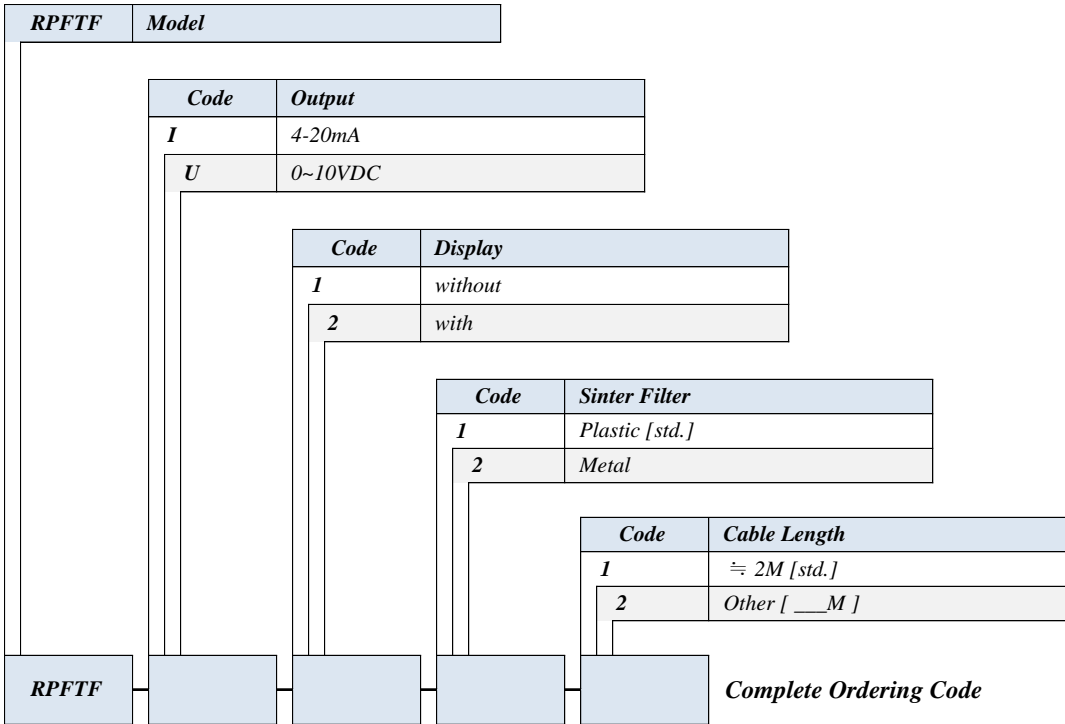 RPFTF Model
Code Output
I 4-20mA
U 0~10VDC
Code Display
1 without
2 with
Code Sinter Filter
1 Plastic [std.]
2 Metal
Code Cable Length
1 ≒ 2M [std.]
2 Other [ ___M ]
RPFTF Complete Ordering Code